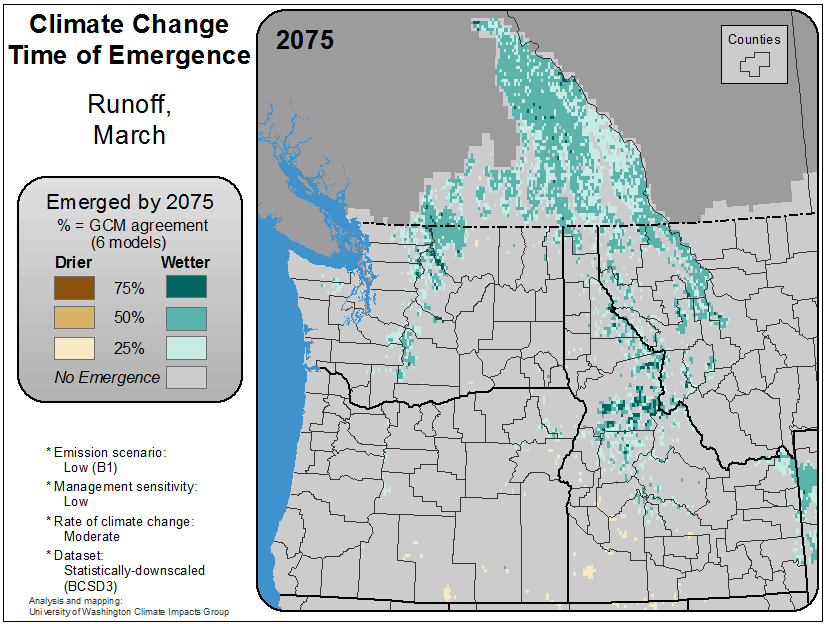 Climate Change
Time of Emergence
Runoff,
March
Emerged by 2075
% = GCM agreement
(6 models)
Drier Wetter
75%
50%
25%
No Emergence
* Emission scenario:
Low (B1)
* Management sensitivity:
Low
* Rate of climate change:
Moderate
* Dataset:
Statistically-downscaled
(BCSD3)
Analysis and mapping:
University of Washington Climate Impacts Group
2075
Counties